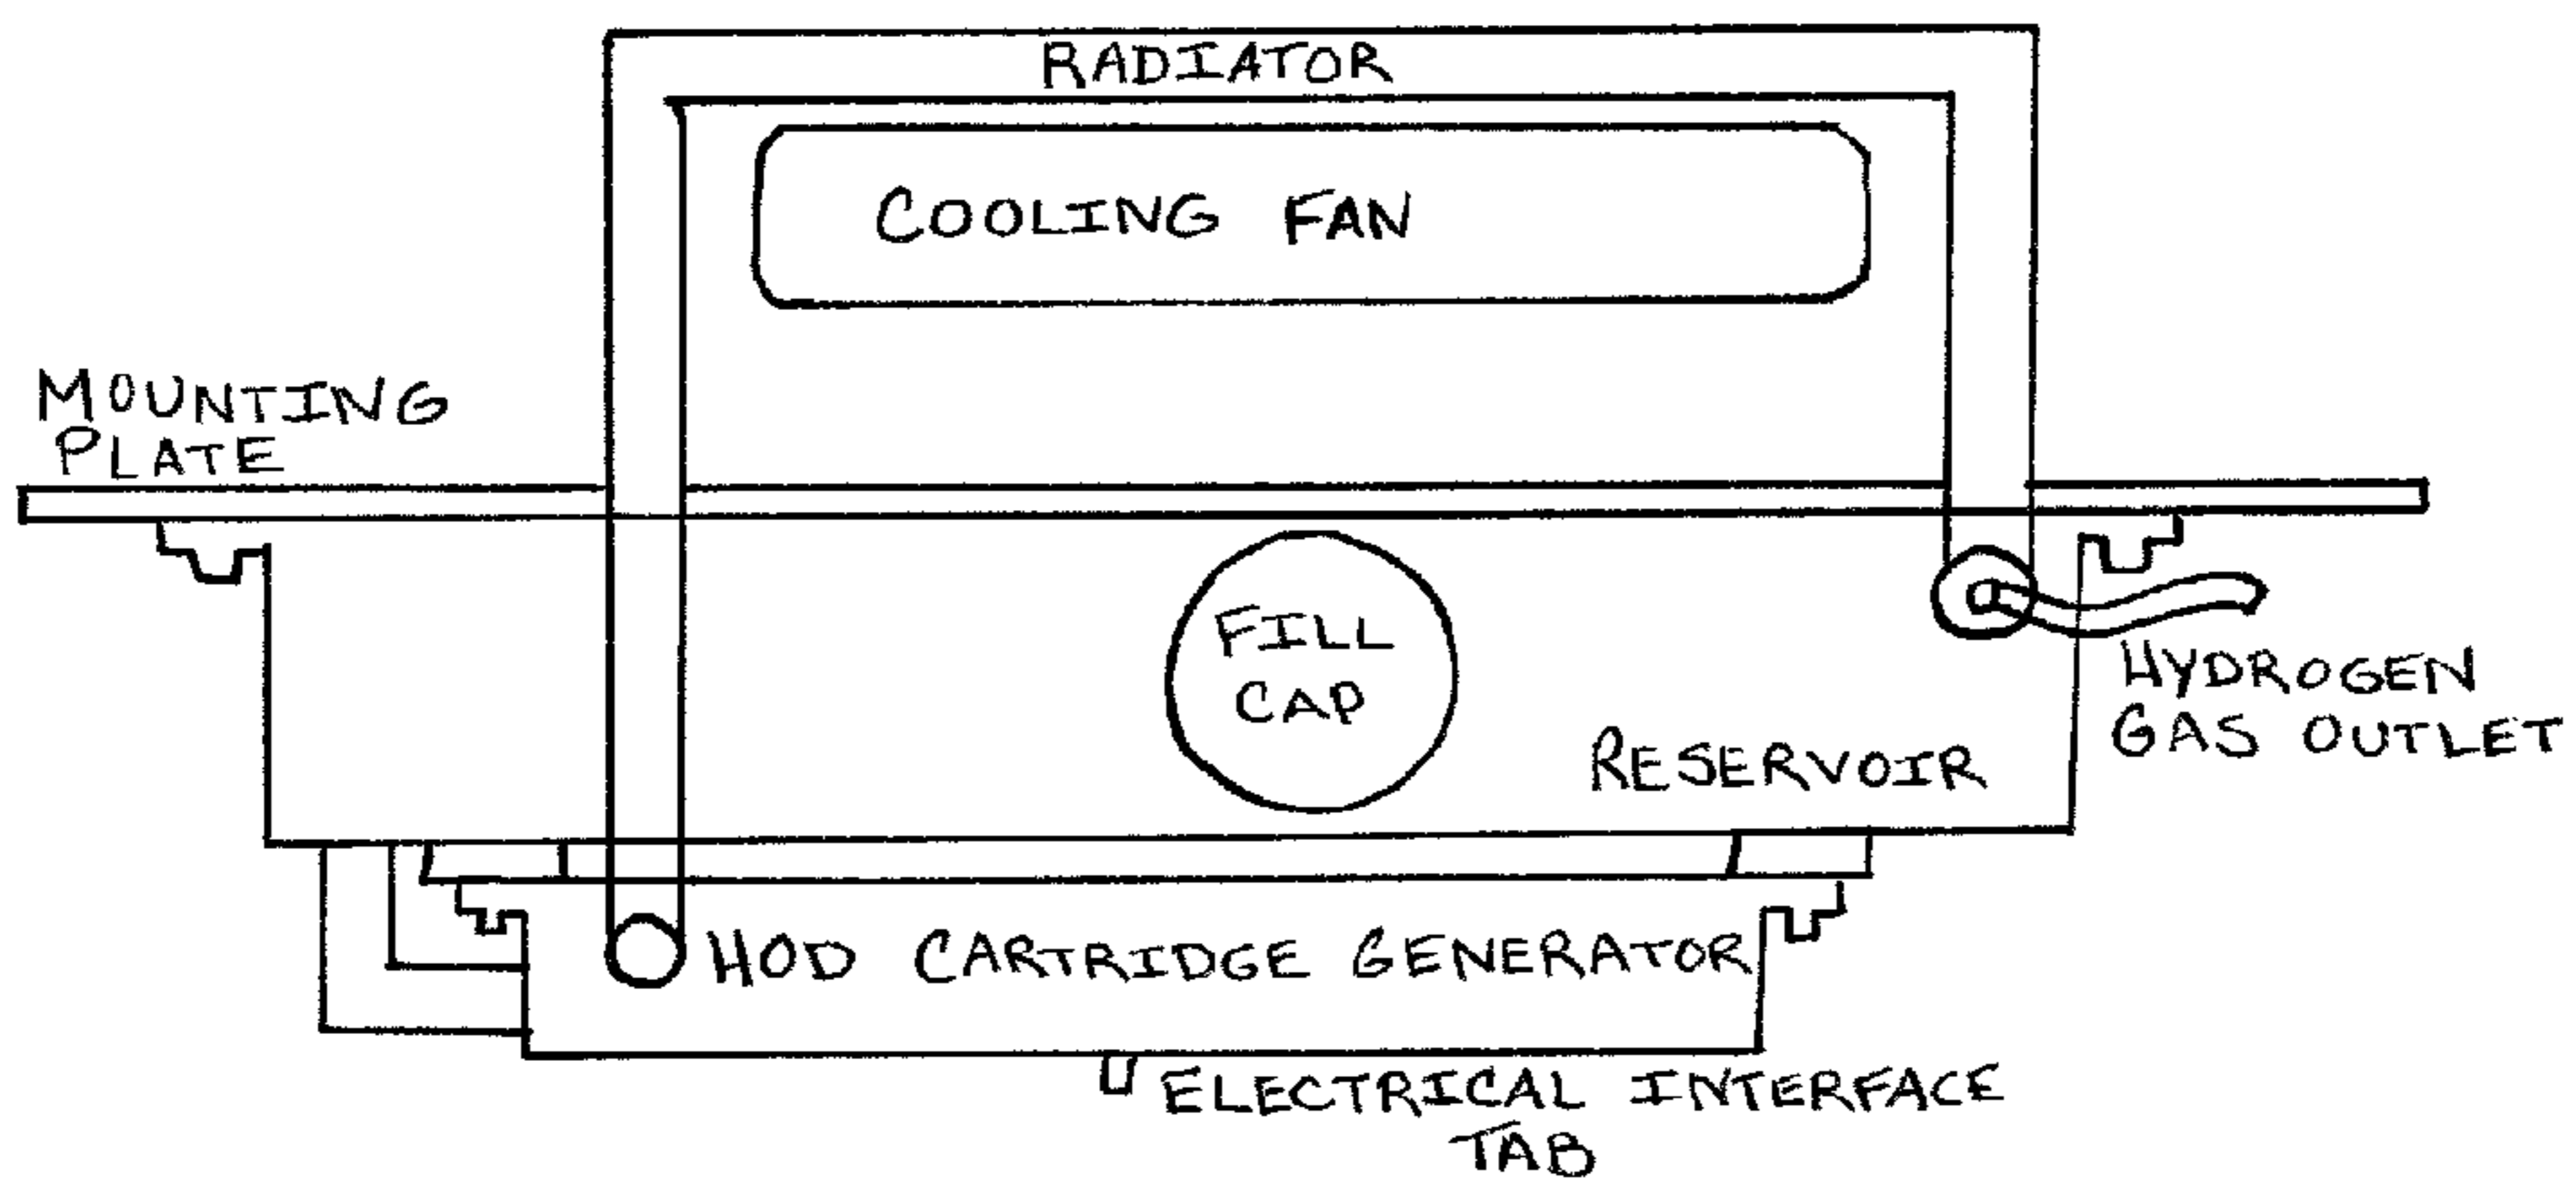 RADIATOR
COOLING FAN
MOUNTING
PLATE
FILL
CAP
HYDROGEN
GAS OUTLET
RESERVOIR
HOD CARTRIDGE GENERATOR
ELECTRICAL INTERFACE
TAB